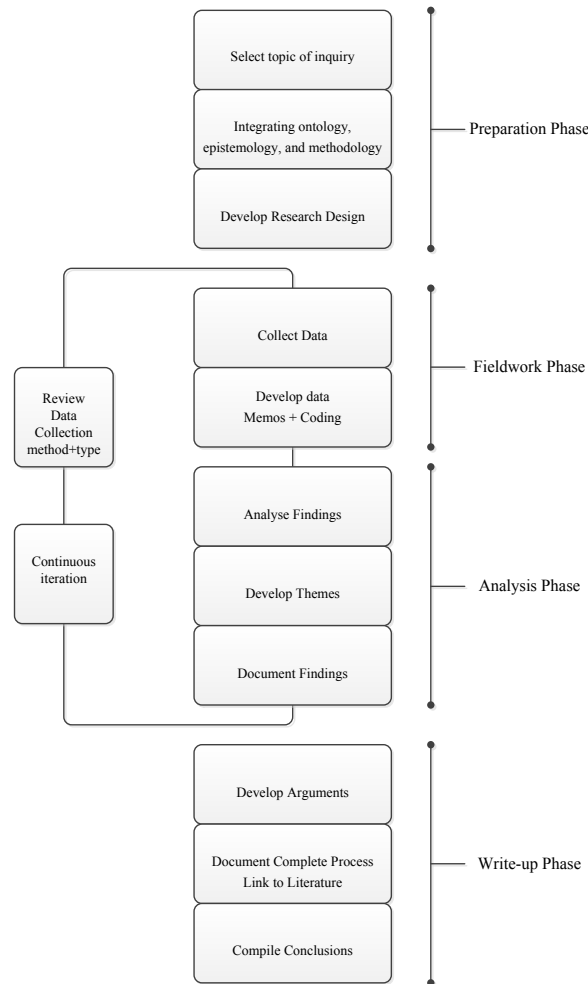 Select topic of inquiry
Integrating ontology,
epistemology, and methodology
Develop Research Design
Preparation Phase
Collect Data
Develop data
Memos + Coding
Fieldwork Phase
Review
Data
Collection
method+type
Continuous
iteration
Analyse Findings
Develop Themes
Document Findings
Analysis Phase
Develop Arguments
Document Complete Process
Link to Literature
Compile Conclusions
Write-up Phase